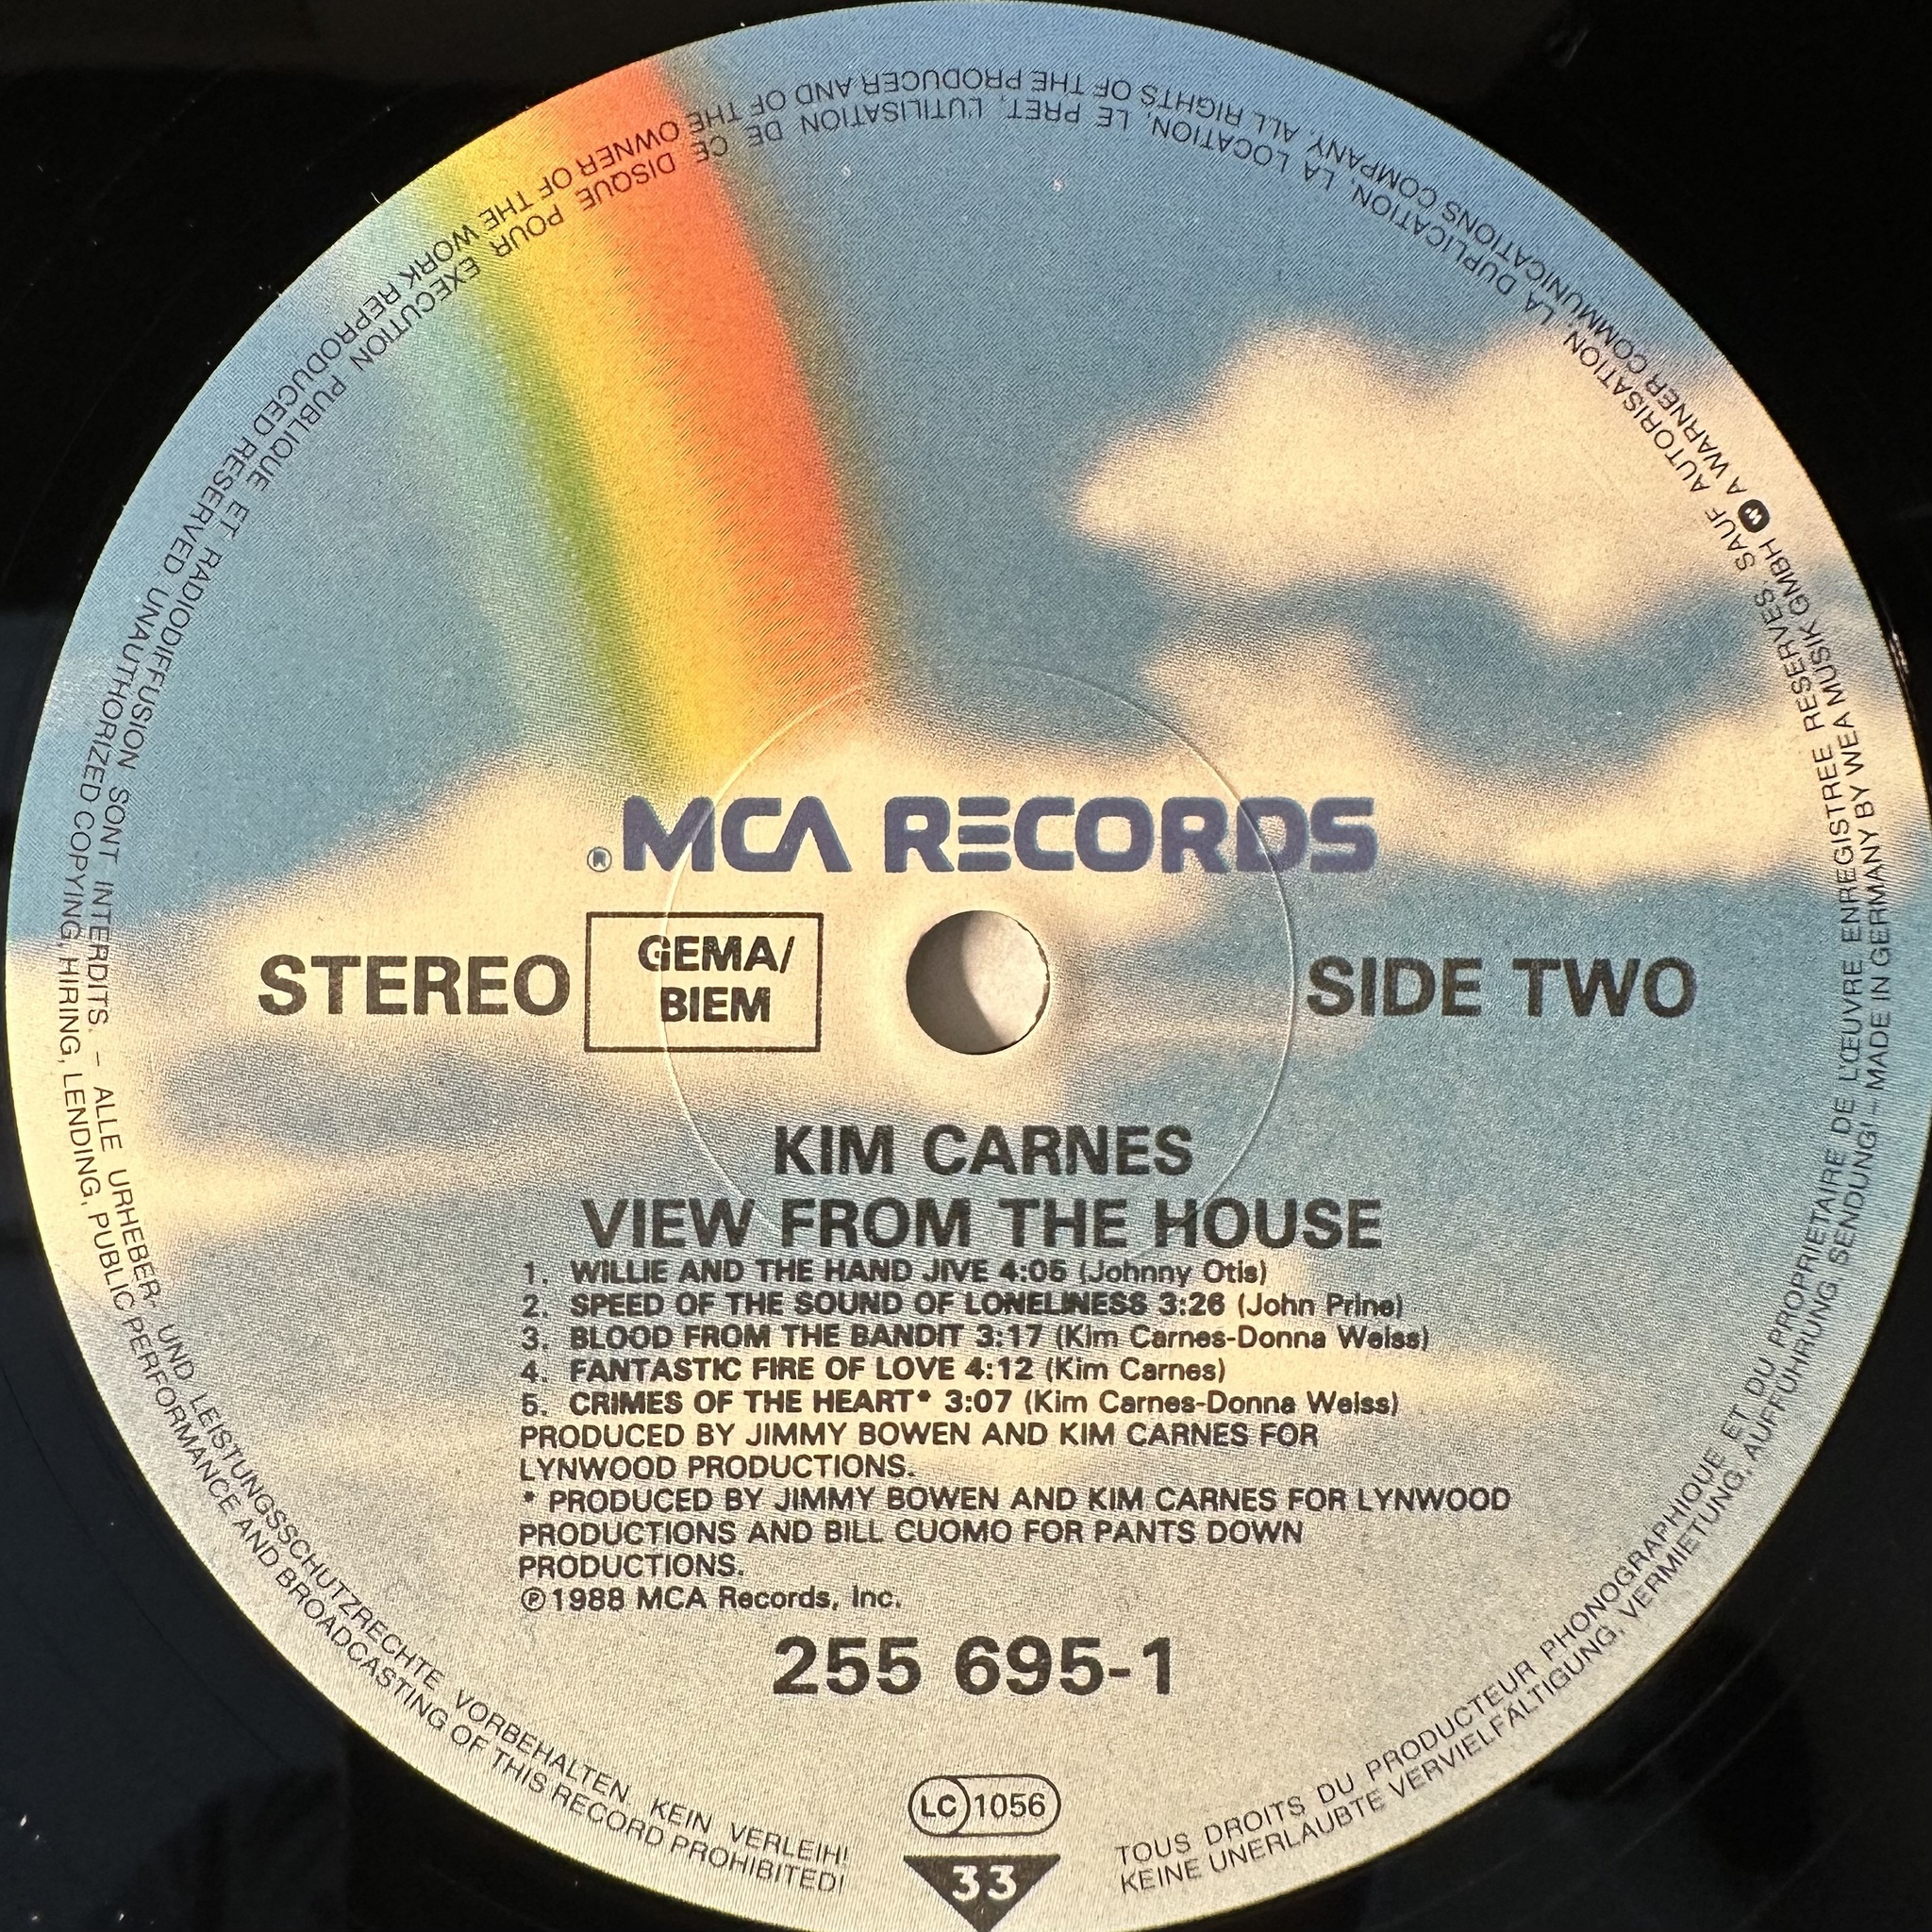 ®MCA RECORDS
STEREO
GEMA/
BIEM
SIDE TWO
KIM CARNES
VIEW FROM THE HOUSE
1. WILLIE AND THE HAND JIVE 4:05 (Johnny Otis)
2. SPEED OF THE SOUND OF LONELINESS 3:26 (John Prine)
3. BLOOD FROM THE BANDIT 3:17 (Kim Carnes-Donna Weiss)
4. FANTASTIC FIRE OF LOVE 4:12 (Kim Carnes)
5. CRIMES OF THE HEART* 3:07 (Kim Carnes-Donna Weiss)
PRODUCED BY JIMMY BOWEN AND KIM CARNES FOR
LYNWOOD PRODUCTIONS.
* PRODUCED BY JIMMY BOWEN AND KIM CARNES FOR LYNWOOD
PRODUCTIONS AND BILL CUOMO FOR PANTS DOWN
PRODUCTIONS.
℗1988 MCA Records, Inc.
255 695-1
LC 1056
33
TOUS DROITS DU PRODUCTEUR PHONOGRAPHIQUE ET DU PROPRIETAIRE DE L'ŒUVRE ENREGISTREE RESERVES. SAUF AUTORISATION, LA DUPLICATION, LA LOCATION, LE PRET, L'UTILISATION DE CE DISQUE POUR EXECUTION PUBLIQUE ET RADIODIFFUSION SONT INTERDITS. – ALLE URHEBER- UND LEISTUNGSSCHUTZRECHTE VORBEHALTEN. KEIN VERLEIH!
KEINE UNERLAUBTE VERVIELFÄLTIGUNG, VERMIETUNG, AUFFÜHRUNG, SENDUNG! – MADE IN GERMANY BY WEA MUSIK GMBH A WARNER COMMUNICATIONS COMPANY. ALL RIGHTS OF THE PRODUCER AND OF THE OWNER OF THE WORK REPRODUCED RESERVED UNAUTHORIZED COPYING, HIRING, LENDING, PUBLIC PERFORMANCE AND BROADCASTING OF THIS RECORD PROHIBITED!